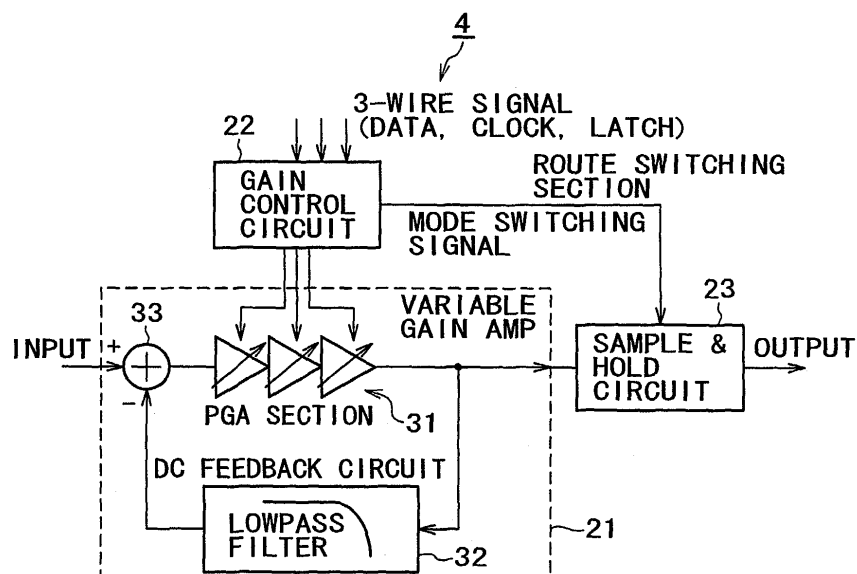 4
3-WIRE SIGNAL
(DATA, CLOCK, LATCH)
22
GAIN
CONTROL
CIRCUIT
ROUTE SWITCHING
SECTION
MODE SWITCHING
SIGNAL
33
VARIABLE
GAIN AMP
23
INPUT
+
−
SAMPLE &
HOLD
CIRCUIT
OUTPUT
PGA SECTION
31
DC FEEDBACK CIRCUIT
LOWPASS
FILTER
32
21